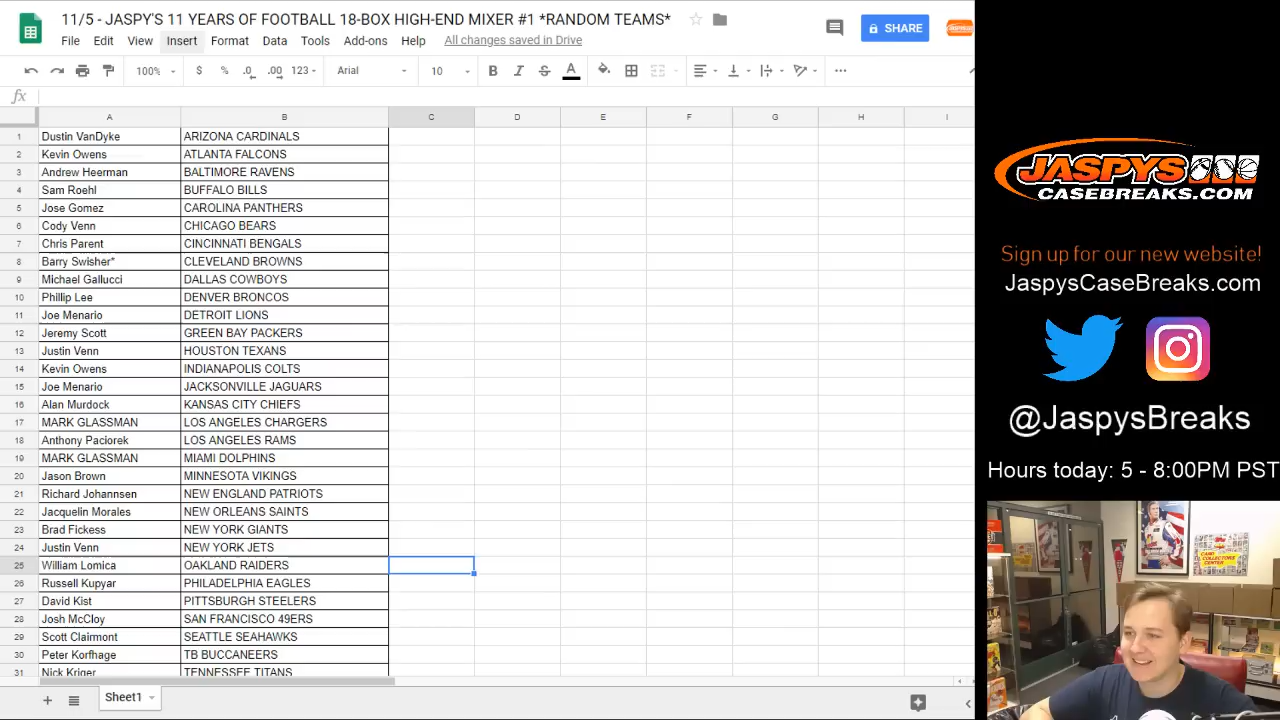 11/5 - JASPY'S 11 YEARS OF FOOTBALL 18-BOX HIGH-END MIXER #1 *RANDOM TEAMS*
SHARE
File Edit View Insert Format Data Tools Add-ons Help All changes saved in Drive
100% $ % .0 .00 123 Arial 10 B I S A
fx
A B C D E F G H I
1 Dustin VanDyke ARIZONA CARDINALS
2 Kevin Owens ATLANTA FALCONS
3 Andrew Heerman BALTIMORE RAVENS
4 Sam Roehl BUFFALO BILLS
5 Jose Gomez CAROLINA PANTHERS
6 Cody Venn CHICAGO BEARS
7 Chris Parent CINCINNATI BENGALS
8 Barry Swisher* CLEVELAND BROWNS
9 Michael Gallucci DALLAS COWBOYS
10 Phillip Lee DENVER BRONCOS
11 Joe Menario DETROIT LIONS
12 Jeremy Scott GREEN BAY PACKERS
13 Justin Venn HOUSTON TEXANS
14 Kevin Owens INDIANAPOLIS COLTS
15 Joe Menario JACKSONVILLE JAGUARS
16 Alan Murdock KANSAS CITY CHIEFS
17 MARK GLASSMAN LOS ANGELES CHARGERS
18 Anthony Paciorek LOS ANGELES RAMS
19 MARK GLASSMAN MIAMI DOLPHINS
20 Jason Brown MINNESOTA VIKINGS
21 Richard Johannsen NEW ENGLAND PATRIOTS
22 Jacquelin Morales NEW ORLEANS SAINTS
23 Brad Fickess NEW YORK GIANTS
24 Justin Venn NEW YORK JETS
25 William Lomica OAKLAND RAIDERS
26 Russell Kupyar PHILADELPHIA EAGLES
27 David Kist PITTSBURGH STEELERS
28 Josh McCloy SAN FRANCISCO 49ERS
29 Scott Clairmont SEATTLE SEAHAWKS
30 Peter Korfhage TB BUCCANEERS
31 Nick Kriger TENNESSEE TITANS
Sheet1
JASPYS
CASEBREAKS.COM
Sign up for our new website!
JaspysCaseBreaks.com
@JaspysBreaks
Hours today: 5 - 8:00PM PST